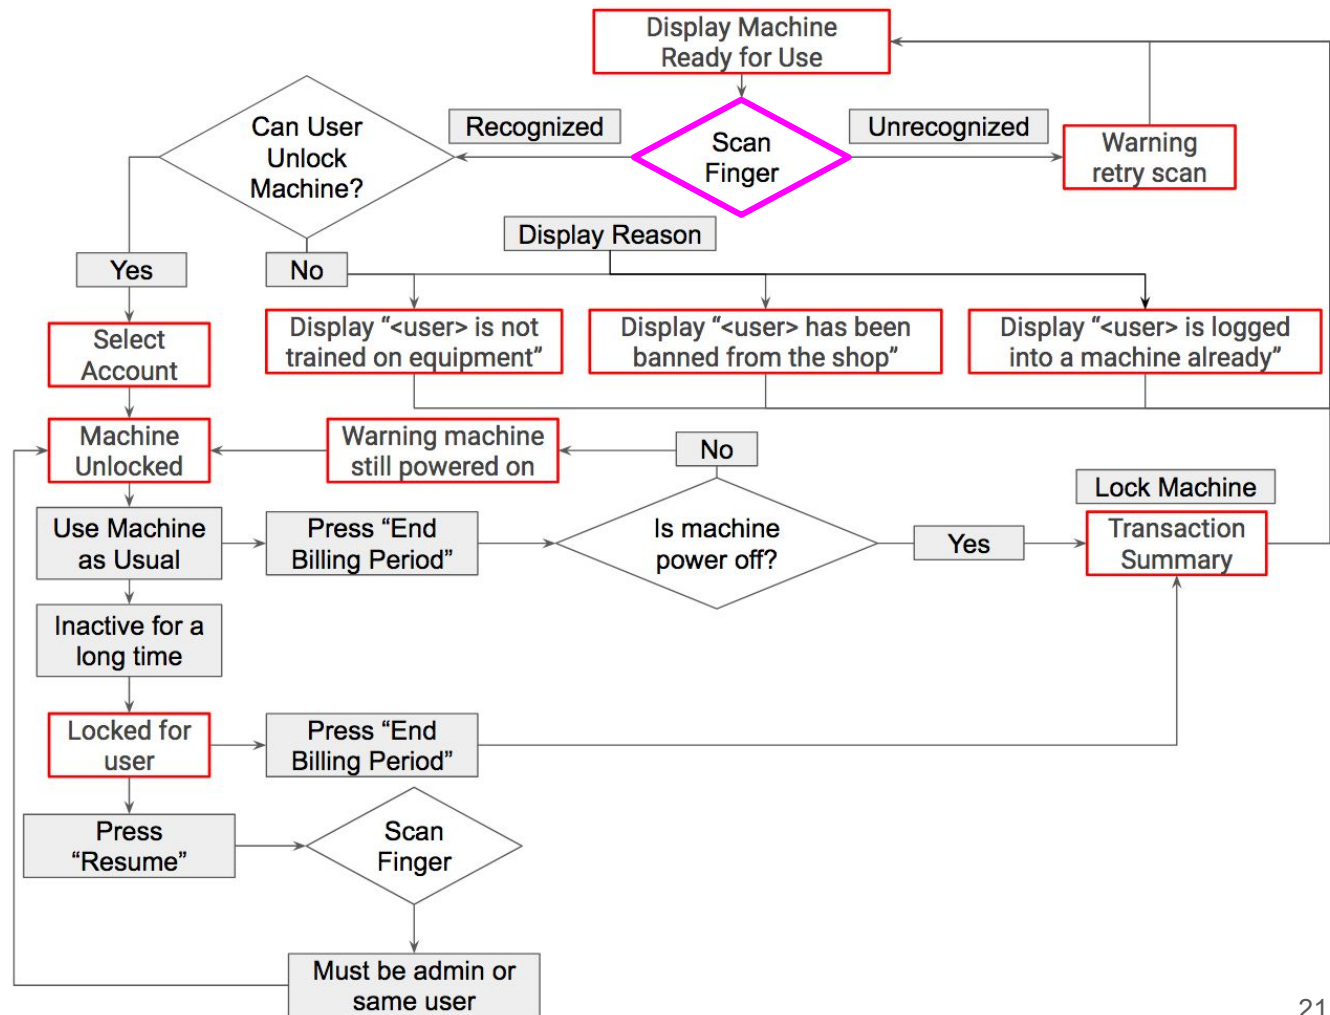 Display Machine
Ready for Use
Can User
Unlock
Machine?
Recognized
Scan
Finger
Unrecognized
Warning
retry scan
Display Reason
Yes
No
Select
Account
Display “<user> is not
trained on equipment”
Display “<user> has been
banned from the shop”
Display “<user> is logged
into a machine already”
Machine
Unlocked
Warning machine
still powered on
No
Lock Machine
Use Machine
as Usual
Press “End
Billing Period”
Is machine
power off?
Yes
Transaction
Summary
Inactive for a
long time
Locked for
user
Press “End
Billing Period”
Press
“Resume”
Scan
Finger
Must be admin or
same user
21